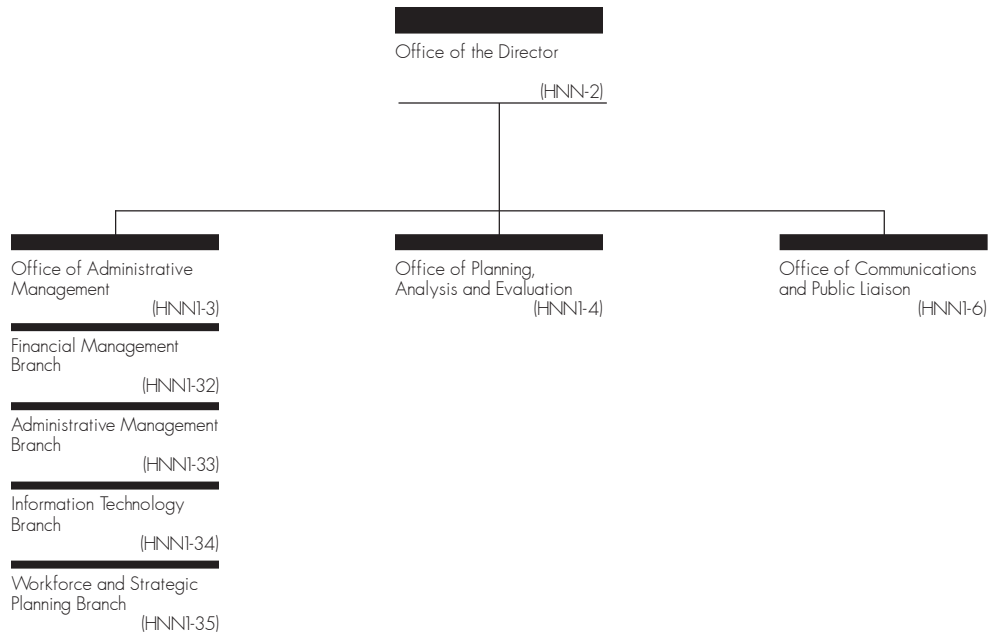 Office of the Director
(HNN-2)
Office of Administrative
Management
(HNN1-3)
Financial Management
Branch
(HNN1-32)
Administrative Management
Branch
(HNN1-33)
Information Technology
Branch
(HNN1-34)
Workforce and Strategic
Planning Branch
(HNN1-35)
Office of Planning,
Analysis and Evaluation
(HNN1-4)
Office of Communications
and Public Liaison
(HNN1-6)